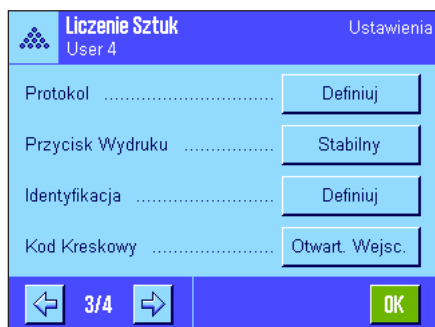 Liczenie Sztuk Ustawienia
User 4
Protokol ............................ Definiuj
Przycisk Wydruku ............... Stabilny
Identyfikacja ....................... Definiuj
Kod Kreskowy .................... Otwart. Wejsc.
3/4 OK